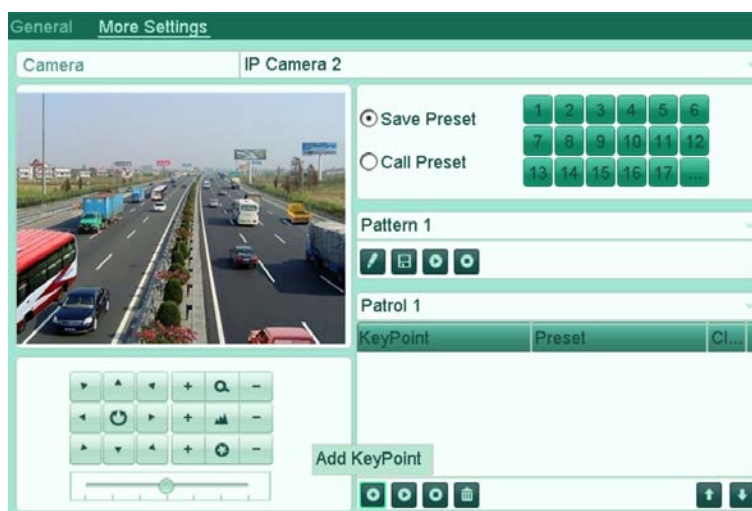 General More Settings
Camera IP Camera 2
Save Preset
Call Preset
1 2 3 4 5 6
7 8 9 10 11 12
13 14 15 16 17 ...
Pattern 1
Patrol 1
KeyPoint Preset Cl...
Add KeyPoint